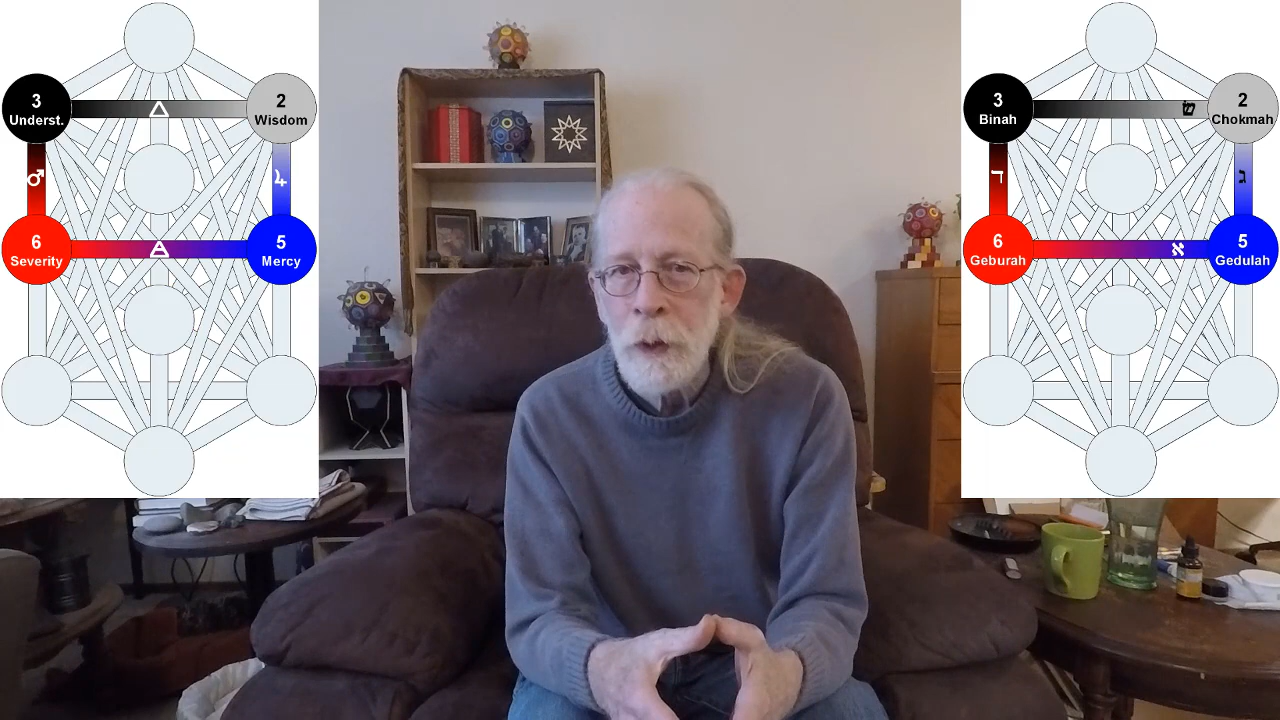 3
Underst.
2
Wisdom
6
Severity
5
Mercy
3
Binah
ש
2
Chokmah
ד
ג
6
Geburah
א
5
Gedulah